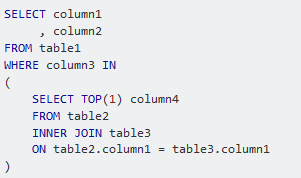 SELECT column1
     , column2
FROM table1
WHERE column3 IN
(
    SELECT TOP(1) column4
    FROM table2
    INNER JOIN table3
    ON table2.column1 = table3.column1
)